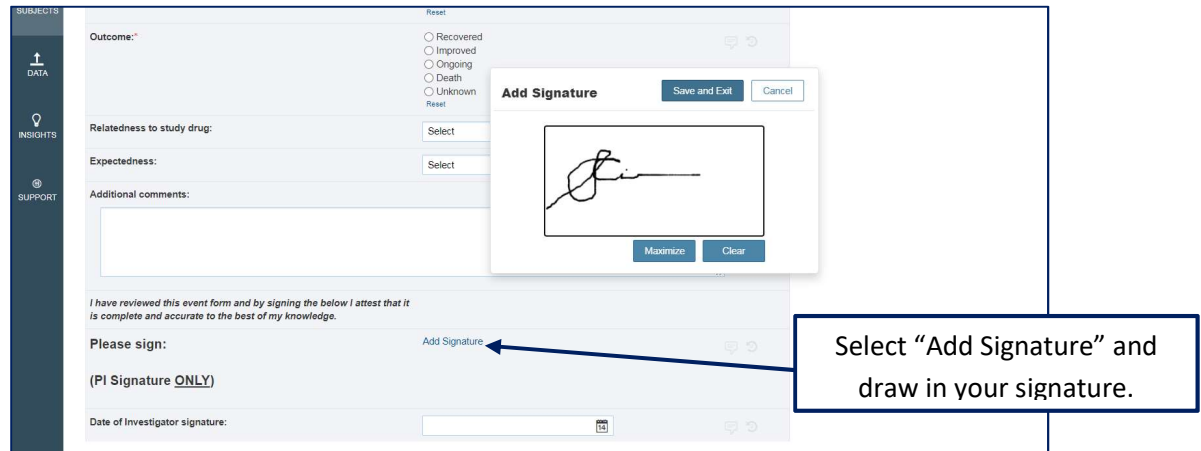 SUBJECTS
DATA
INSIGHTS
SUPPORT
Reset
Outcome:*
Recovered
Improved
Ongoing
Death
Unknown
Reset
Relatedness to study drug:
Select
Expectedness:
Select
Additional comments:
Add Signature
Save and Exit
Cancel
Maximize
Clear
I have reviewed this event form and by signing the below I attest that it
is complete and accurate to the best of my knowledge.
Please sign:
Add Signature
(PI Signature ONLY)
Date of Investigator signature:
14
Select “Add Signature” and
draw in your signature.